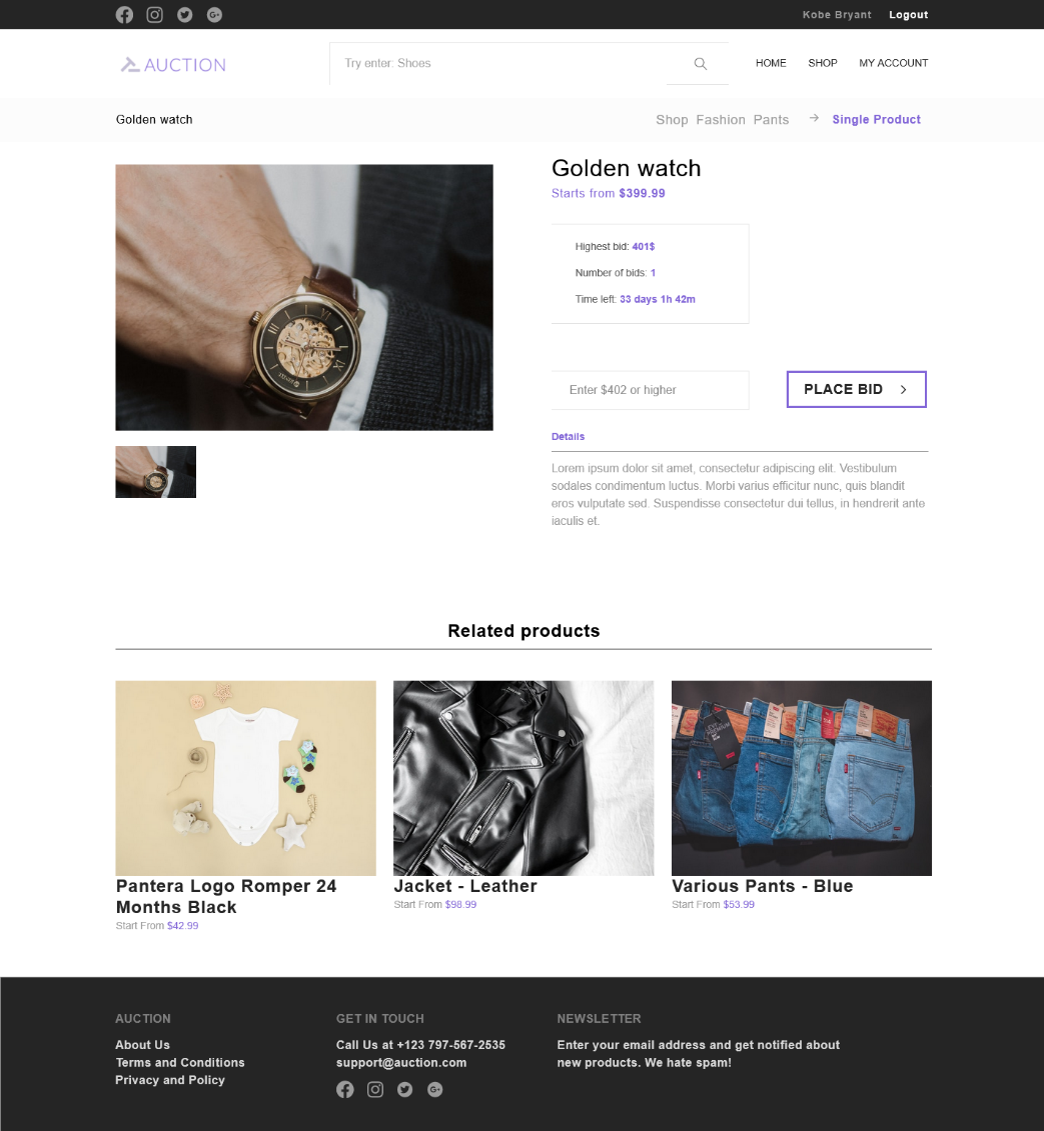 Kobe Bryant Logout
AUCTION
Try enter: Shoes
HOME SHOP MY ACCOUNT
Golden watch
Shop Fashion Pants → Single Product
Golden watch
Starts from $399.99
Highest bid: 401$
Number of bids: 1
Time left: 33 days 1h 42m
Enter $402 or higher
PLACE BID
Details
Lorem ipsum dolor sit amet, consectetur adipiscing elit. Vestibulum
sodales condimentum luctus. Morbi varius efficitur nunc, quis blandit
eros vulputate sed. Suspendisse consectetur dui tellus, in hendrerit ante
iaculis et.
Related products
Pantera Logo Romper 24
Months Black
Start From $42.99
Jacket - Leather
Start From $98.99
Various Pants - Blue
Start From $53.99
AUCTION
About Us
Terms and Conditions
Privacy and Policy
GET IN TOUCH
Call Us at +123 797-567-2535
support@auction.com
NEWSLETTER
Enter your email address and get notified about
new products. We hate spam!